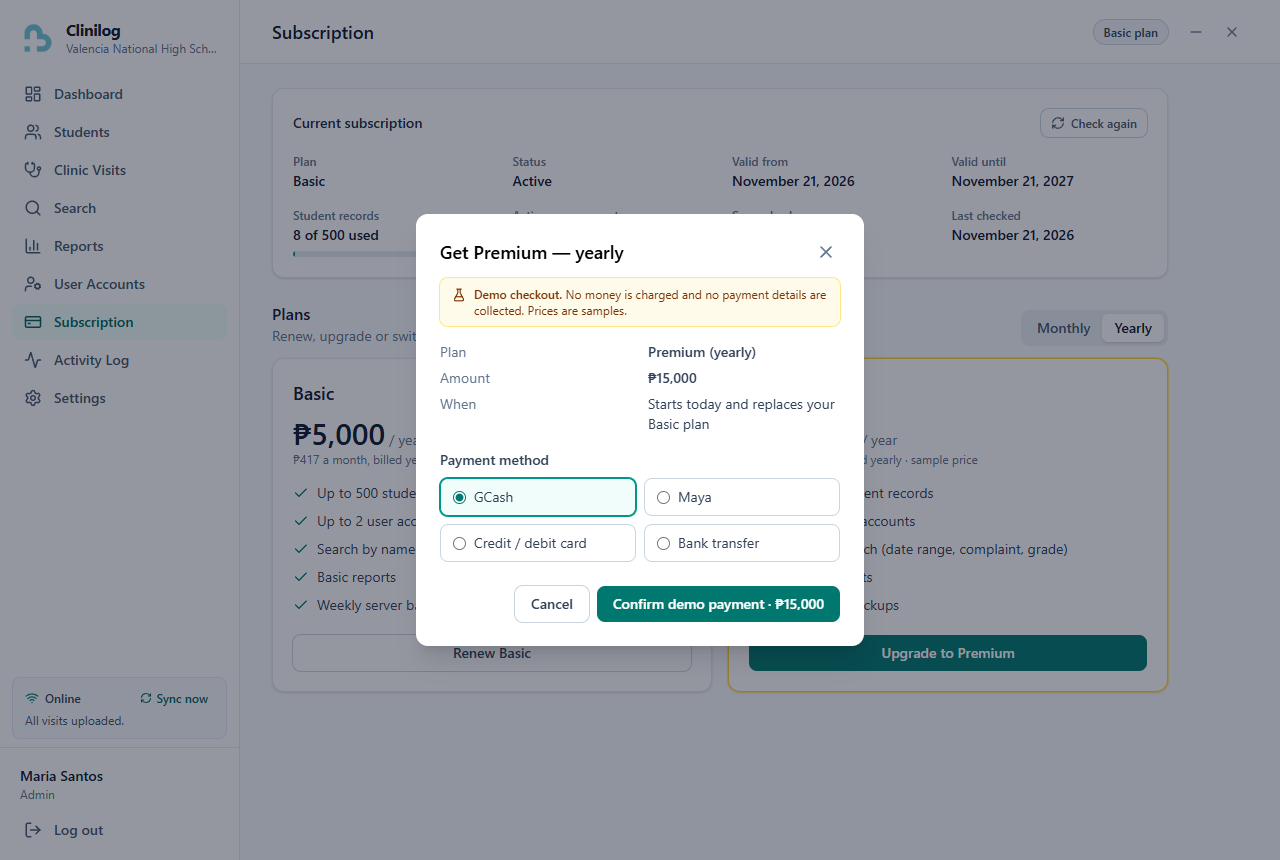 Clinilog
Valencia National High Sch...
Dashboard
Students
Clinic Visits
Search
Reports
User Accounts
Subscription
Activity Log
Settings
Online
Sync now
All visits uploaded.
Maria Santos
Admin
Log out
Subscription
Basic plan
Current subscription
Check again
Plan
Basic
Status
Active
Valid from
November 21, 2026
Valid until
November 21, 2027
Student records
8 of 500 used
Last checked
November 21, 2026
Plans
Renew, upgrade or swit
Monthly
Yearly
Basic
₱5,000 / yea
₱417 a month, billed ye
Up to 500 stude
Up to 2 user acc
Search by name
Basic reports
Weekly server ba
Renew Basic
/ year
d yearly · sample price
ent records
accounts
ch (date range, complaint, grade)
ts
ckups
Upgrade to Premium
Get Premium — yearly
Demo checkout. No money is charged and no payment details are
collected. Prices are samples.
Plan
Premium (yearly)
Amount
₱15,000
When
Starts today and replaces your
Basic plan
Payment method
GCash
Maya
Credit / debit card
Bank transfer
Cancel
Confirm demo payment · ₱15,000